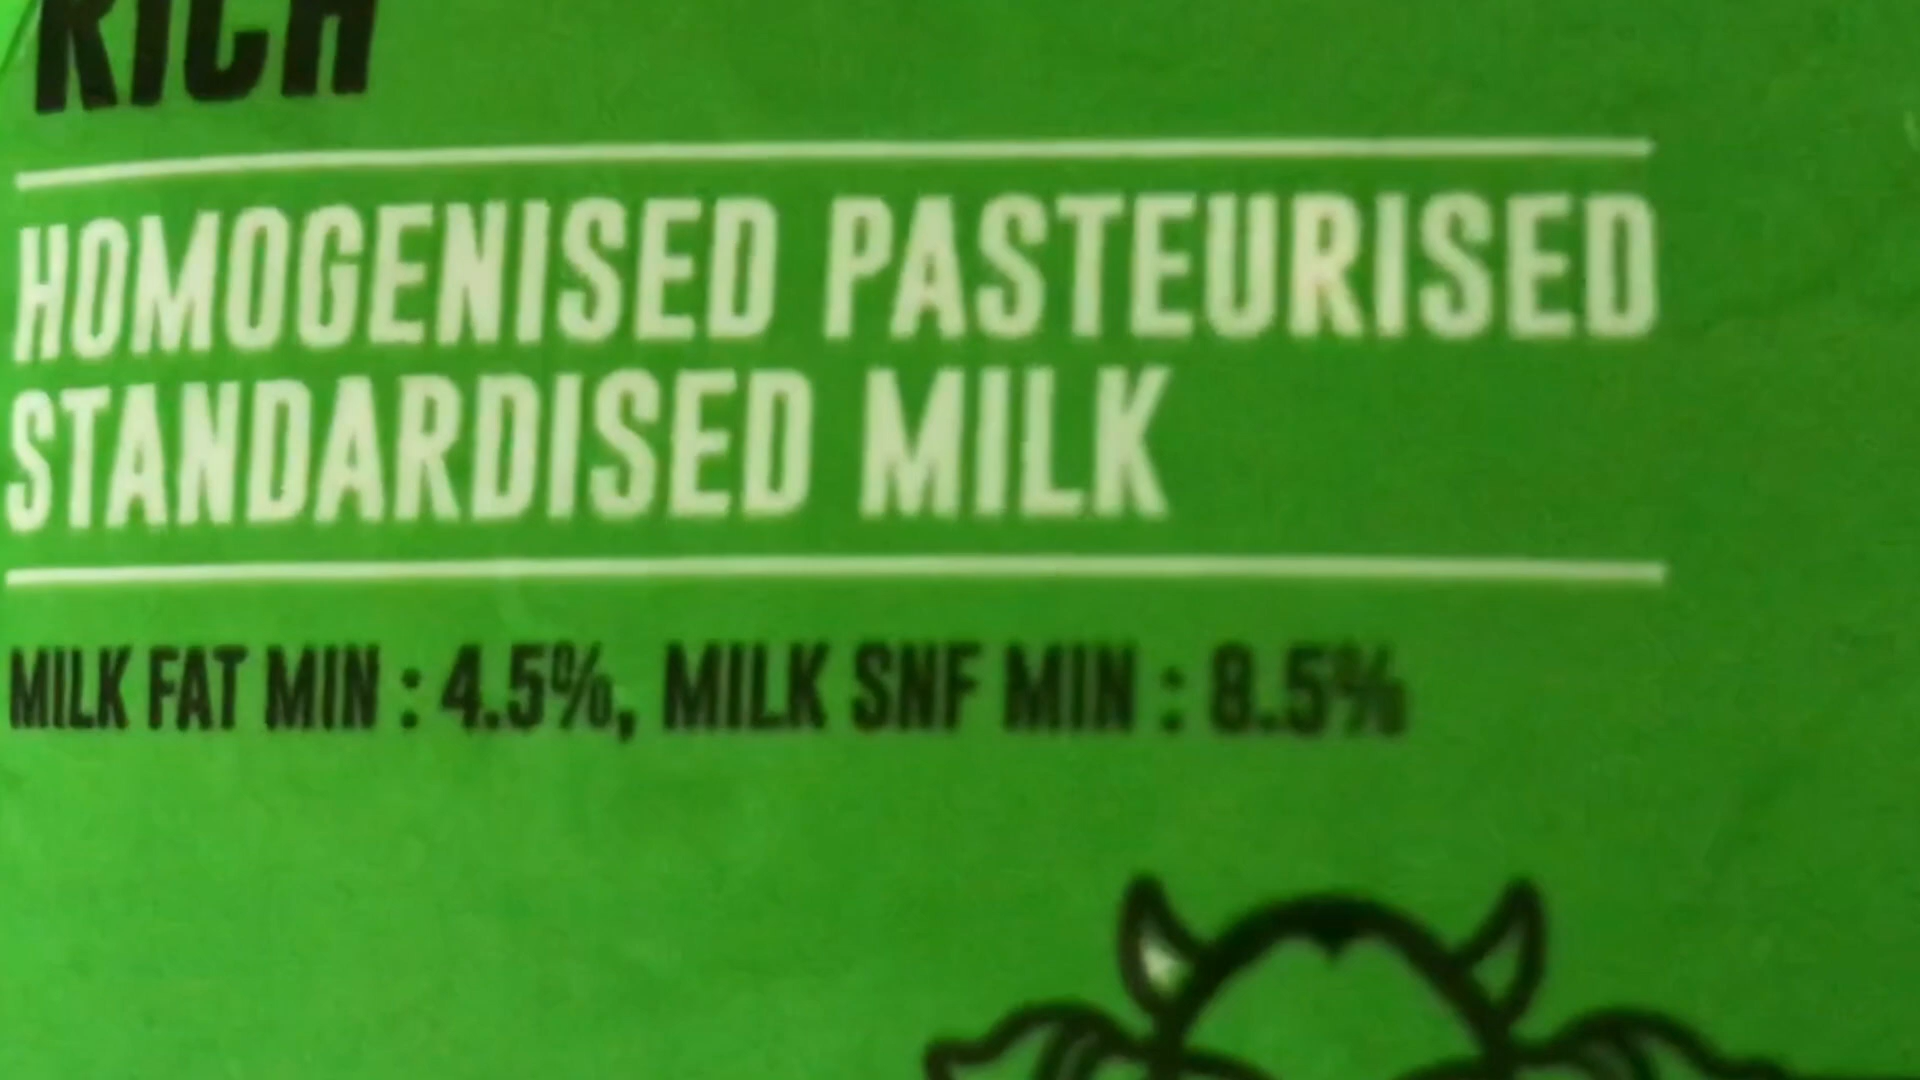 RICH
HOMOGENISED PASTEURISED
STANDARDISED MILK
MILK FAT MIN : 4.5%, MILK SNF MIN : 8.5%